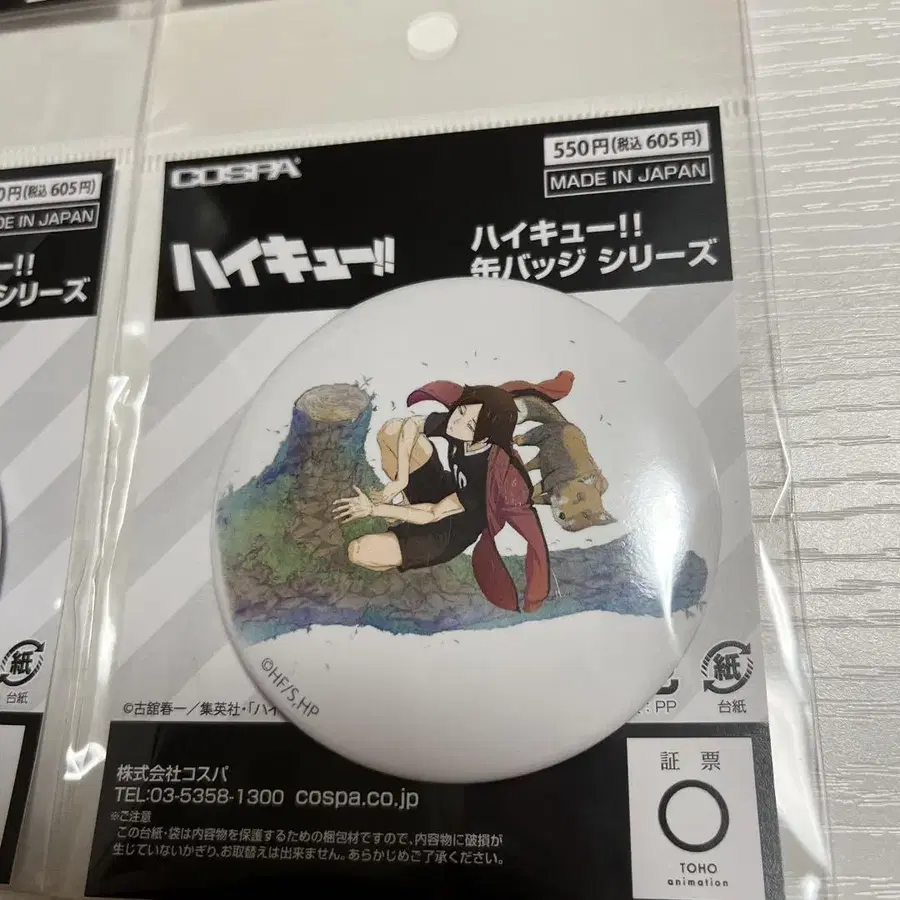 COSPA
550円(税込 605円)
MADE IN JAPAN
ハイキュー!!
ハイキュー!!
缶バッジ シリーズ
0円(税込 605円)
DE IN JAPAN
ー!!
シリーズ
©HF/S,HP
紙
台紙
©古舘春一／集英社・「ハイ
: PP
紙
台紙
株式会社コスパ
TEL:03-5358-1300 cospa.co.jp
※ご注意
この台紙・袋は内容物を保護するための梱包材ですので、内容物に破損が
生じていないかぎり、お取替えは出来ません。あらかじめご了承ください。
証票
TOHO
animation